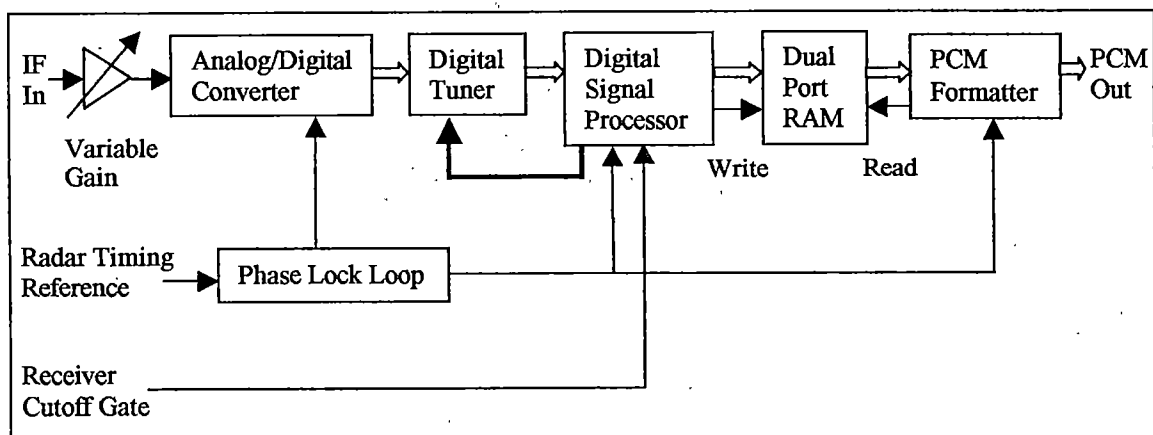 IF
In
Variable
Gain
Analog/Digital
Converter
Digital
Tuner
Digital
Signal
Processor
Write
Dual
Port
RAM
Read
PCM
Formatter
PCM
Out
Radar Timing
Reference
Phase Lock Loop
Receiver
Cutoff Gate